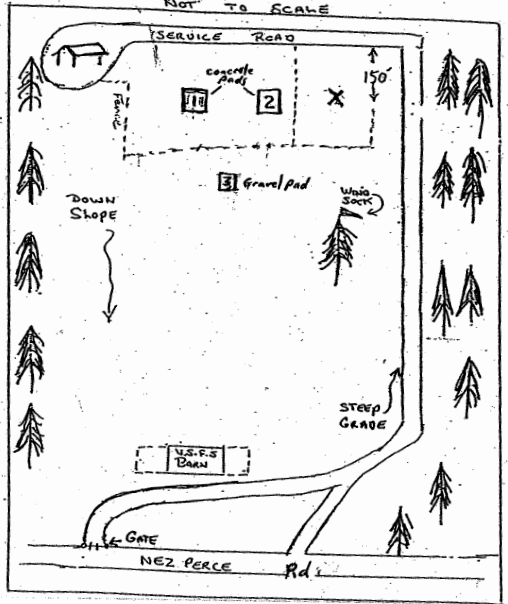 NOT TO SCALE
SERVICE ROAD
Concrete
Pads
150'
Fence
1
2
X
3 Gravel Pad
WIND
SOCK
DOWN
SLOPE
STEEP
GRADE
U.S.F.S
BARN
GATE
NEZ PERCE Rd.